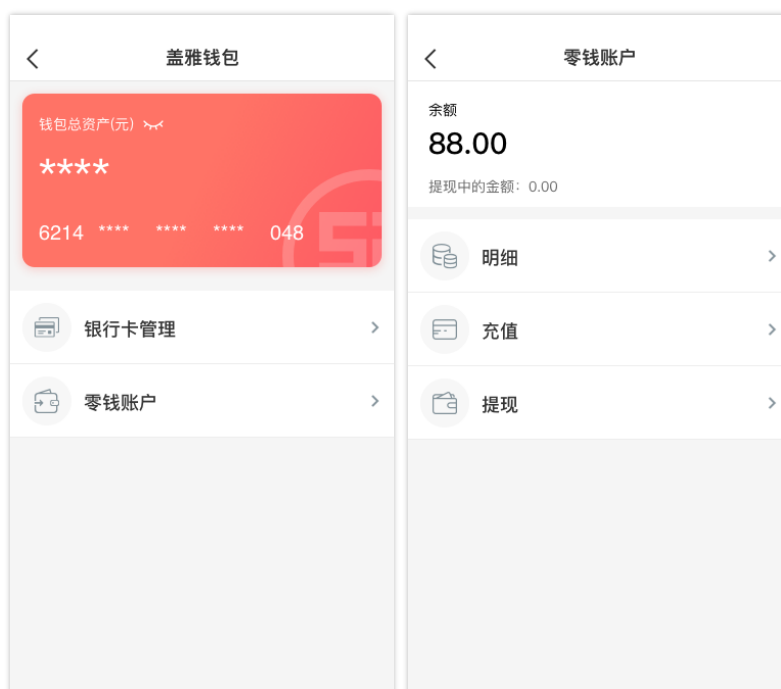 盖雅钱包
钱包总资产(元)
****
6214 **** **** **** 048
银行卡管理
零钱账户
零钱账户
余额
88.00
提现中的金额: 0.00
明细
充值
提现